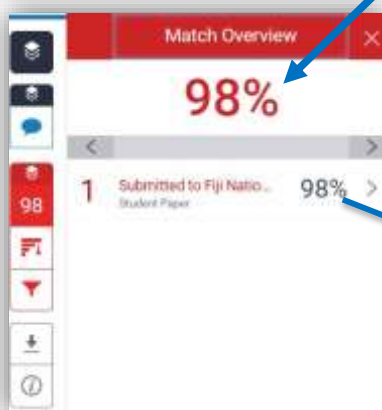 Match Overview
98%
98
1 Submitted to Fiji Natio... 98%
Student Paper